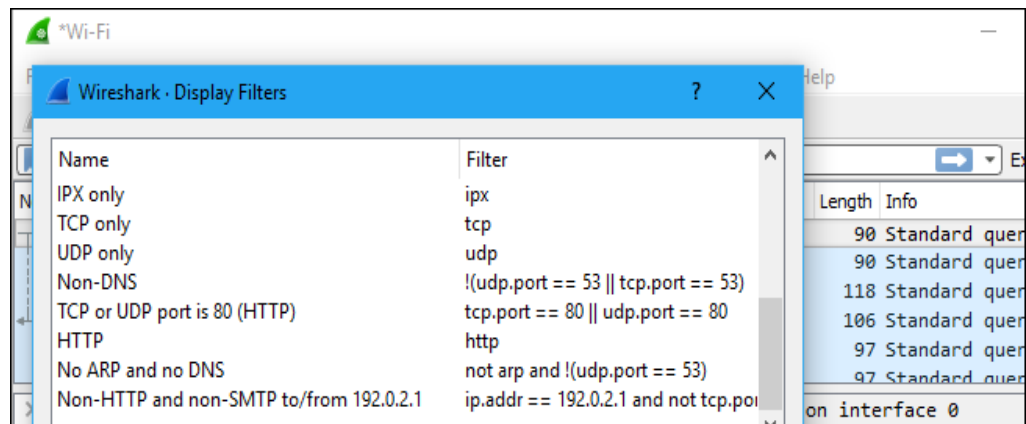 *Wi-Fi
Help
Wireshark · Display Filters ? ×
Name Filter
IPX only ipx
TCP only tcp
UDP only udp
Non-DNS !(udp.port == 53 || tcp.port == 53)
TCP or UDP port is 80 (HTTP) tcp.port == 80 || udp.port == 80
HTTP http
No ARP and no DNS not arp and !(udp.port == 53)
Non-HTTP and non-SMTP to/from 192.0.2.1 ip.addr == 192.0.2.1 and not tcp.por
Length Info
90 Standard quer
90 Standard quer
118 Standard quer
106 Standard quer
97 Standard quer
97 Standard quer
on interface 0